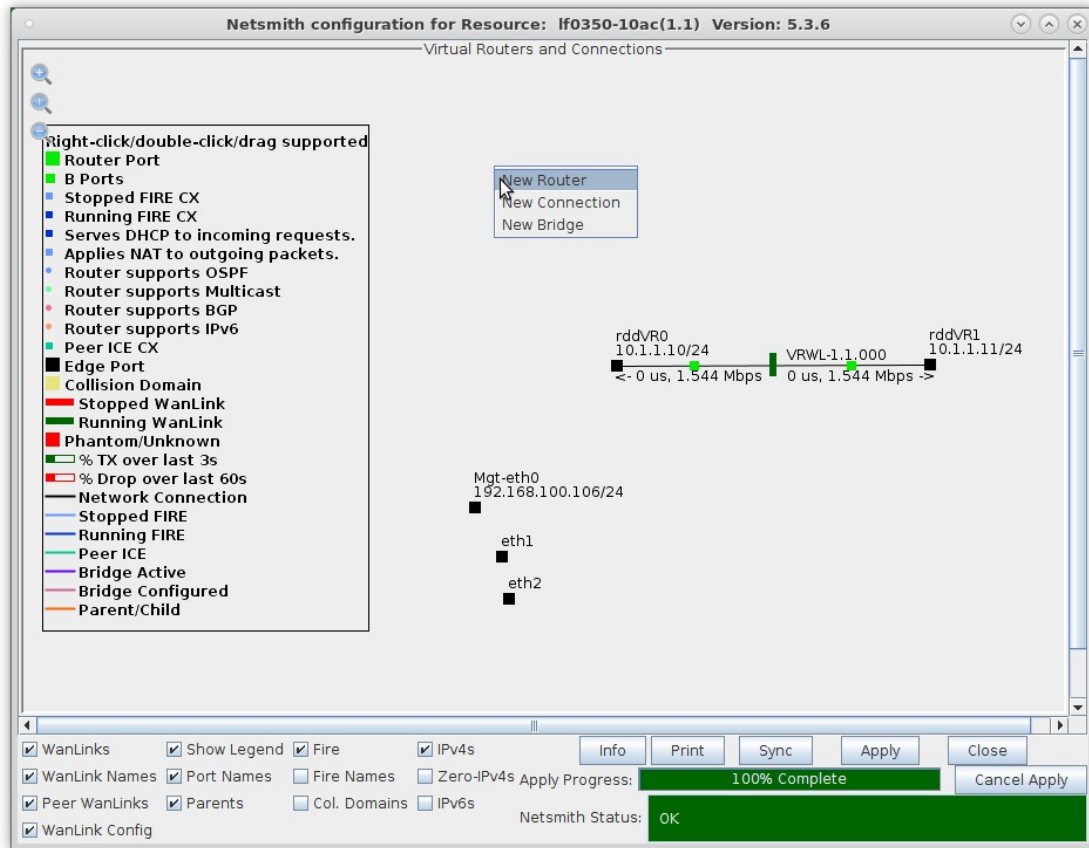 Netsmith configuration for Resource: lf0350-10ac(1.1) Version: 5.3.6
Virtual Routers and Connections
Right-click/double-click/drag supported
Router Port
B Ports
Stopped FIRE CX
Running FIRE CX
Serves DHCP to incoming requests.
Applies NAT to outgoing packets.
Router supports OSPF
Router supports Multicast
Router supports BGP
Router supports IPv6
Peer ICE CX
Edge Port
Collision Domain
Stopped WanLink
Running WanLink
Phantom/Unknown
% TX over last 3s
% Drop over last 60s
Network Connection
Stopped FIRE
Running FIRE
Peer ICE
Bridge Active
Bridge Configured
Parent/Child
New Router
New Connection
New Bridge
rddVR0
10.1.1.10/24
<- 0 us, 1.544 Mbps
VRWL-1.1.000
0 us, 1.544 Mbps ->
rddVR1
10.1.1.11/24
Mgt-eth0
192.168.100.106/24
eth1
eth2
WanLinks Show Legend Fire IPv4s Info Print Sync Apply Close
WanLink Names Port Names Fire Names Zero-IPv4s Apply Progress: 100% Complete Cancel Apply
Peer WanLinks Parents Col. Domains IPv6s
Netsmith Status: OK
WanLink Config